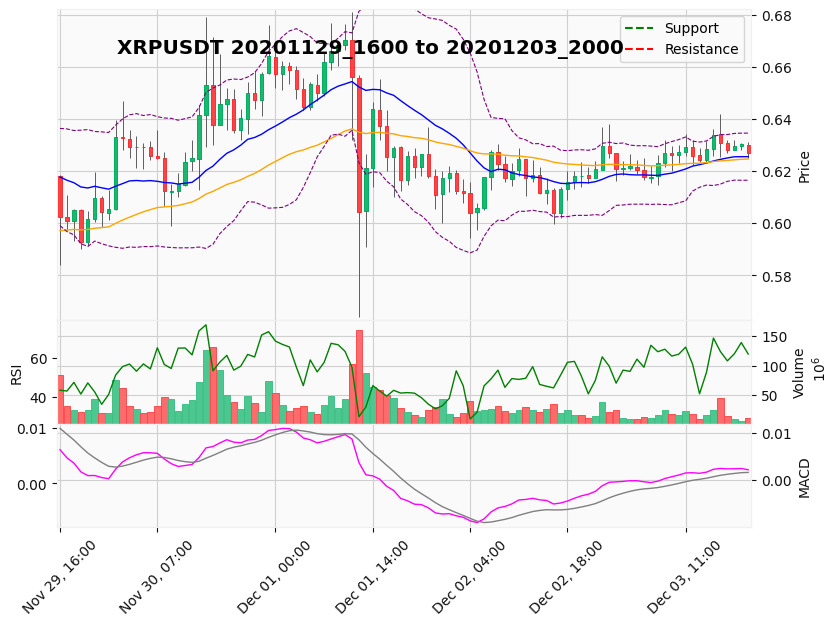 XRPUSDT 20201129_1600 to 20201203_2000
Support
Resistance
0.68
0.66
0.64
0.62
0.60
0.58
Price
RSI
60
40
150
100
50
Volume
10^6
0.01
0.00
0.01
0.00
MACD
Nov 29, 16:00
Nov 30, 07:00
Dec 01, 00:00
Dec 01, 14:00
Dec 02, 04:00
Dec 02, 18:00
Dec 03, 11:00